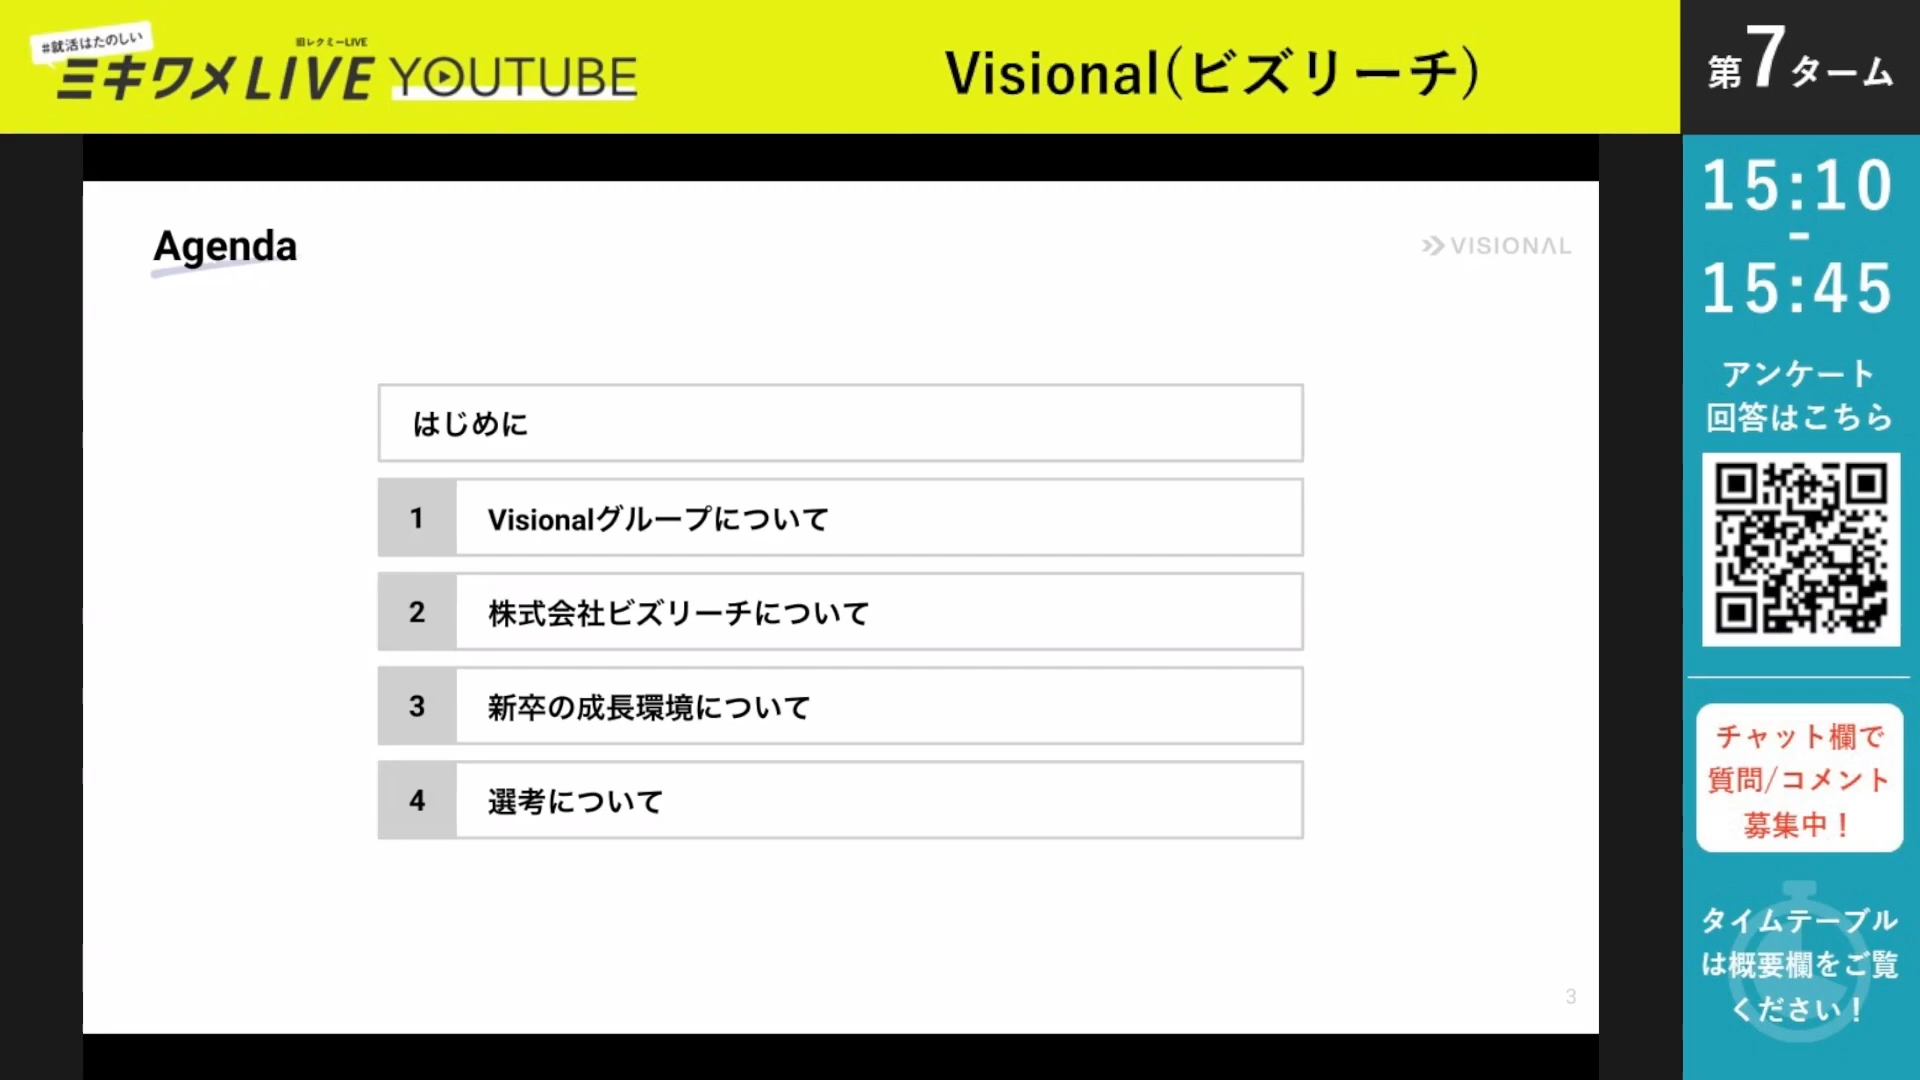 #就活はたのしい
旧レクミーLIVE
ミキワメLIVE YOUTUBE
Visional(ビズリーチ)
第7ターム
15:10
-
15:45
アンケート
回答はこちら
チャット欄で
質問/コメント
募集中！
タイムテーブル
は概要欄をご覧
ください！
Agenda
VISIONAL
はじめに
1 Visionalグループについて
2 株式会社ビズリーチについて
3 新卒の成長環境について
4 選考について
3